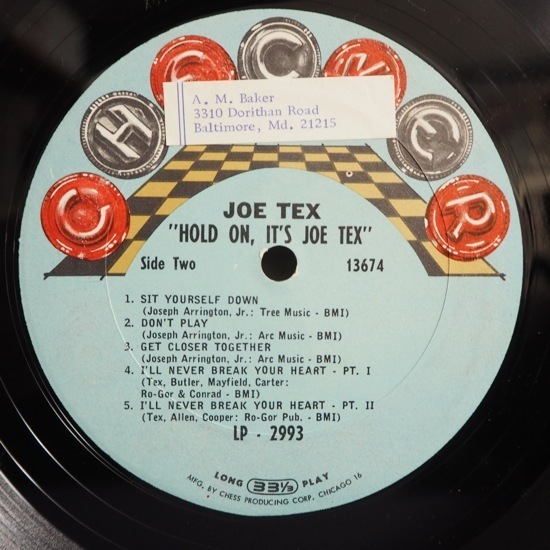 C H E C K E R
A. M. Baker
3310 Dorithan Road
Baltimore, Md. 21215
JOE TEX
"HOLD ON, IT'S JOE TEX"
Side Two 13674
1. SIT YOURSELF DOWN
(Joseph Arrington, Jr.: Tree Music - BMI)
2. DON'T PLAY
(Joseph Arrington, Jr.: Arc Music - BMI)
3. GET CLOSER TOGETHER
(Joseph Arrington, Jr.: Arc Music - BMI)
4. I'LL NEVER BREAK YOUR HEART - PT. I
(Tex, Butler, Mayfield, Carter:
Ro-Gor & Conrad - BMI)
5. I'LL NEVER BREAK YOUR HEART - PT. II
(Tex, Allen, Cooper: Ro-Gor Pub. - BMI)
LP - 2993
LONG 33 1/3 PLAY
MFG. BY CHESS PRODUCING CORP. CHICAGO 16